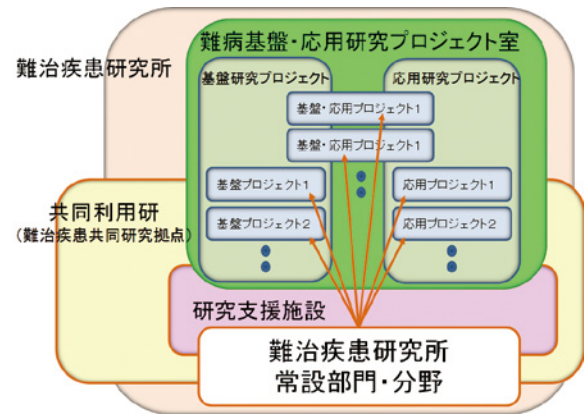 難病基盤・応用研究プロジェクト室
難治疾患研究所
基盤研究プロジェクト
応用研究プロジェクト
基盤・応用プロジェクト1
基盤・応用プロジェクト1
基盤プロジェクト1
応用プロジェクト1
基盤プロジェクト2
応用プロジェクト2
共同利用研
(難治疾患共同研究拠点)
研究支援施設
難治疾患研究所
常設部門・分野